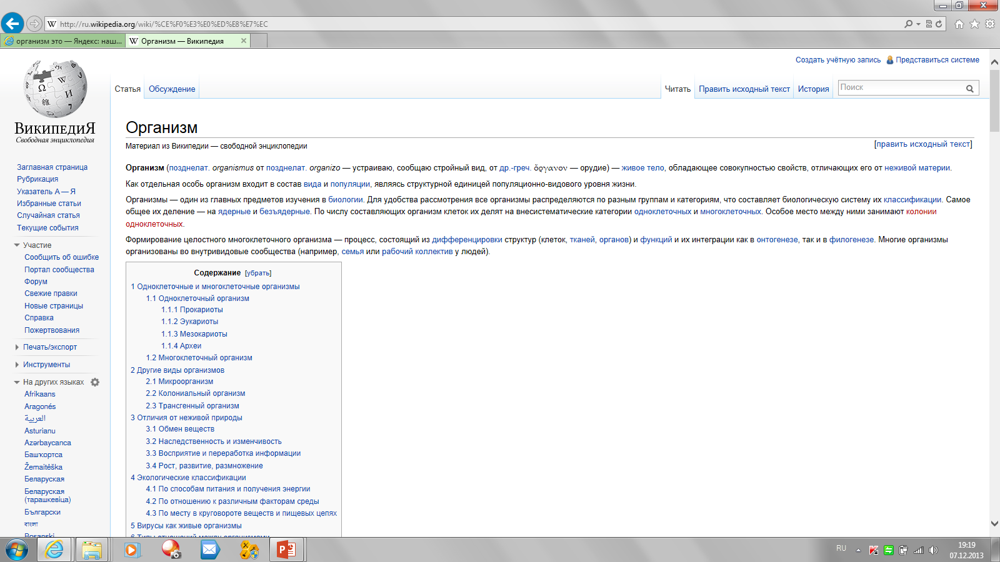 http://ru.wikipedia.org/wiki/%CE%F0%E3%E0%ED%E8%E7%EC
организм это — Яндекс: наш...
Организм — Википедия
Создать учётную запись Представиться системе
Статья Обсуждение Читать Править исходный текст История Поиск
ВикипедиЯ
Свободная энциклопедия
Заглавная страница
Рубрикация
Указатель А — Я
Избранные статьи
Случайная статья
Текущие события
Участие
Сообщить об ошибке
Портал сообщества
Форум
Свежие правки
Новые страницы
Справка
Пожертвования
Печать/экспорт
Инструменты
На других языках
Afrikaans
Aragonés
العربية
Asturianu
Azərbaycanca
Башҡортса
Žemaitėška
Беларуская
Беларуская
(тарашкевіца)
Български
বাংলা
Bosanski
Организм
Материал из Википедии — свободной энциклопедии
[править исходный текст]
Организм (позднелат. organismus от позднелат. organizo — устраиваю, сообщаю стройный вид, от др.-греч. ὄργανον — орудие) — живое тело, обладающее совокупностью свойств, отличающих его от неживой материи.
Как отдельная особь организм входит в состав вида и популяции, являясь структурной единицей популяционно-видового уровня жизни.
Организмы — один из главных предметов изучения в биологии. Для удобства рассмотрения все организмы распределяются по разным группам и категориям, что составляет биологическую систему их классификации. Самое
общее их деление — на ядерные и безъядерные. По числу составляющих организм клеток их делят на внесистематические категории одноклеточных и многоклеточных. Особое место между ними занимают колонии
одноклеточных.
Формирование целостного многоклеточного организма — процесс, состоящий из дифференцировки структур (клеток, тканей, органов) и функций и их интеграции как в онтогенезе, так и в филогенезе. Многие организмы
организованы во внутривидовые сообщества (например, семья или рабочий коллектив у людей).
Содержание [убрать]
1 Одноклеточные и многоклеточные организмы
1.1 Одноклеточный организм
1.1.1 Прокариоты
1.1.2 Эукариоты
1.1.3 Мезокариоты
1.1.4 Археи
1.2 Многоклеточный организм
2 Другие виды организмов
2.1 Микроорганизм
2.2 Колониальный организм
2.3 Трансгенный организм
3 Отличия от неживой природы
3.1 Обмен веществ
3.2 Наследственность и изменчивость
3.3 Восприятие и переработка информации
3.4 Рост, развитие, размножение
4 Экологические классификации
4.1 По способам питания и получения энергии
4.2 По отношению к различным факторам среды
4.3 По месту в круговороте веществ и пищевых цепях
5 Вирусы как живые организмы
6 Типы отношений между организмами
RU
19:19
07.12.2013